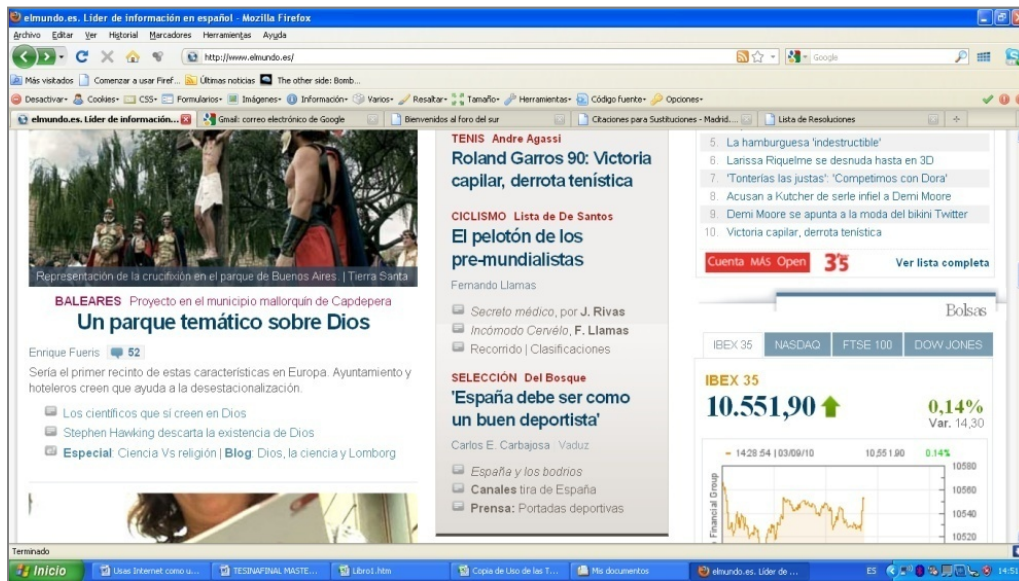 elmundo.es. Líder de información en español - Mozilla Firefox
Archivo Editar Ver Historial Marcadores Herramientas Ayuda
http://www.elmundo.es/
Google
Más visitados Comenzar a usar Firef... Últimas noticias The other side: Bomb...
Desactivar Cookies CSS Formularios Imágenes Información Varios Resaltar Tamaño Herramientas Código fuente Opciones
elmundo.es. Líder de información... Gmail: correo electrónico de Google Bienvenidos al foro del sur Citaciones para Sustituciones - Madrid.... Lista de Resoluciones
Representación de la crucifixión en el parque de Buenos Aires. | Tierra Santa
BALEARES Proyecto en el municipio mallorquín de Capdepera
Un parque temático sobre Dios
Enrique Fueris 52
Sería el primer recinto de estas características en Europa. Ayuntamiento y
hoteleros creen que ayuda a la desestacionalización.
Los científicos que sí creen en Dios
Stephen Hawking descarta la existencia de Dios
Especial: Ciencia Vs religión | Blog: Dios, la ciencia y Lomborg
TENIS Andre Agassi
Roland Garros 90: Victoria
capilar, derrota tenística
CICLISMO Lista de De Santos
El pelotón de los
pre-mundialistas
Fernando Llamas
Secreto médico, por J. Rivas
Incómodo Cervélo, F. Llamas
Recorrido | Clasificaciones
SELECCIÓN Del Bosque
'España debe ser como
un buen deportista'
Carlos E. Carbajosa Vaduz
España y los bodrios
Canales tira de España
Prensa: Portadas deportivas
5. La hamburguesa 'indestructible'
6. Larissa Riquelme se desnuda hasta en 3D
7. 'Tonterías las justas': 'Competimos con Dora'
8. Acusan a Kutcher de serle infiel a Demi Moore
9. Demi Moore se apunta a la moda del bikini Twitter
10. Victoria capilar, derrota tenística
Cuenta MÁS Open 3'5 Ver lista completa
Bolsas
IBEX 35 NASDAQ FTSE 100 DOW JONES
IBEX 35
10.551,90 0,14%
Var. 14,30
14:28:54 | 03/09/10 10,551.90 0.14%
10580
10560
10540
10520
Financial Group
Terminado
Inicio Usas Internet como u... TESINAFINAL MASTE... Libro1.htm Copia de Uso de las T... Mis documentos elmundo.es. Líder de ... ES 14:51